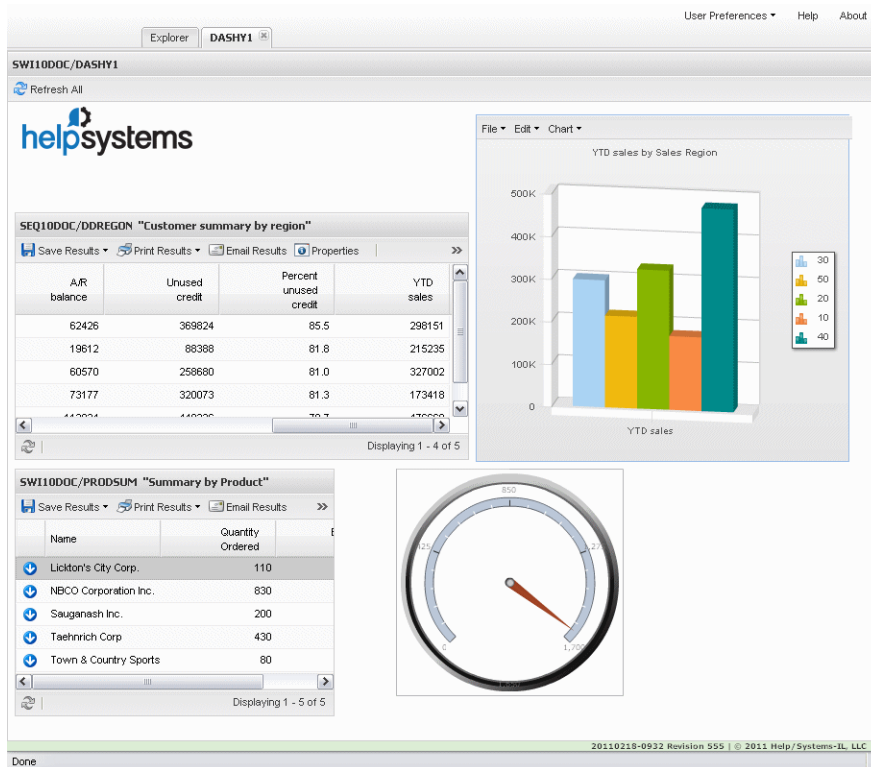 User Preferences Help About
Explorer DASHY1
SWI10DOC/DASHY1
Refresh All
helpsystems
SEQ10DOC/DDREGON "Customer summary by region"
Save Results Print Results Email Results Properties
A/R balance Unused credit Percent unused credit YTD sales
62426 369824 85.5 298151
19612 88388 81.8 215235
60570 258680 81.0 327002
73177 320073 81.3 173418
Displaying 1 - 4 of 5
File Edit Chart
YTD sales by Sales Region
500K
400K
300K
200K
100K
0
YTD sales
30
50
20
10
40
SWI10DOC/PRODSUM "Summary by Product"
Save Results Print Results Email Results
Name Quantity Ordered
Lickton's City Corp. 110
NBCO Corporation Inc. 830
Sauganash Inc. 200
Taehnrich Corp 430
Town & Country Sports 80
Displaying 1 - 5 of 5
850
0
1,700
1,650
20110218-0932 Revision 555 | © 2011 Help/Systems-IL, LLC
Done